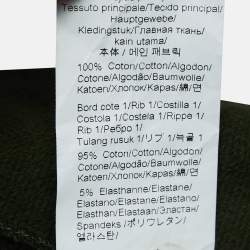 Tessuto principale/Tecido principal/
Hauptgewebe/
Kledingstuk/Главная ткань/
kain utama/
本体 / 메인 패브릭
100% Coton/Cotton/Algodon/
Cotone/Algodão/Baumwolle/
Katoen/Хлопок/Kapas/綿/면
Bord cote 1/Rib 1/Costilla 1/
Costola 1/Costela 1/Rippe 1/
Rib 1/Ребро 1/
Tulang rusuk 1/リブ 1/늑골 1
95% Coton/Cotton/Algodon/
Cotone/Algodão/Baumwolle/
Katoen/Хлопок/Kapas/綿/면
5% Elasthanne/Elastane/
Elastano/Elastan/Elastano/
Elastan/Elastaan/Эластан/
Spandeks /ポリウレタン/
엘라스탄/